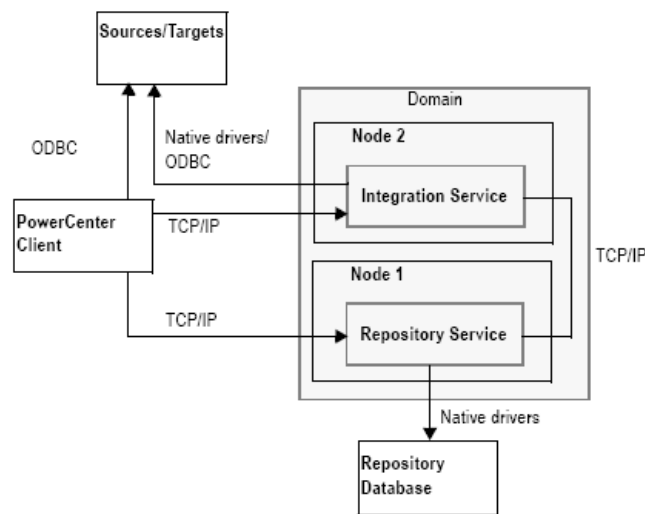 Sources/Targets
Domain
Node 2
Native drivers/
ODBC
ODBC
Integration Service
PowerCenter
Client
TCP/IP
TCP/IP
Node 1
TCP/IP
Repository Service
Native drivers
Repository
Database